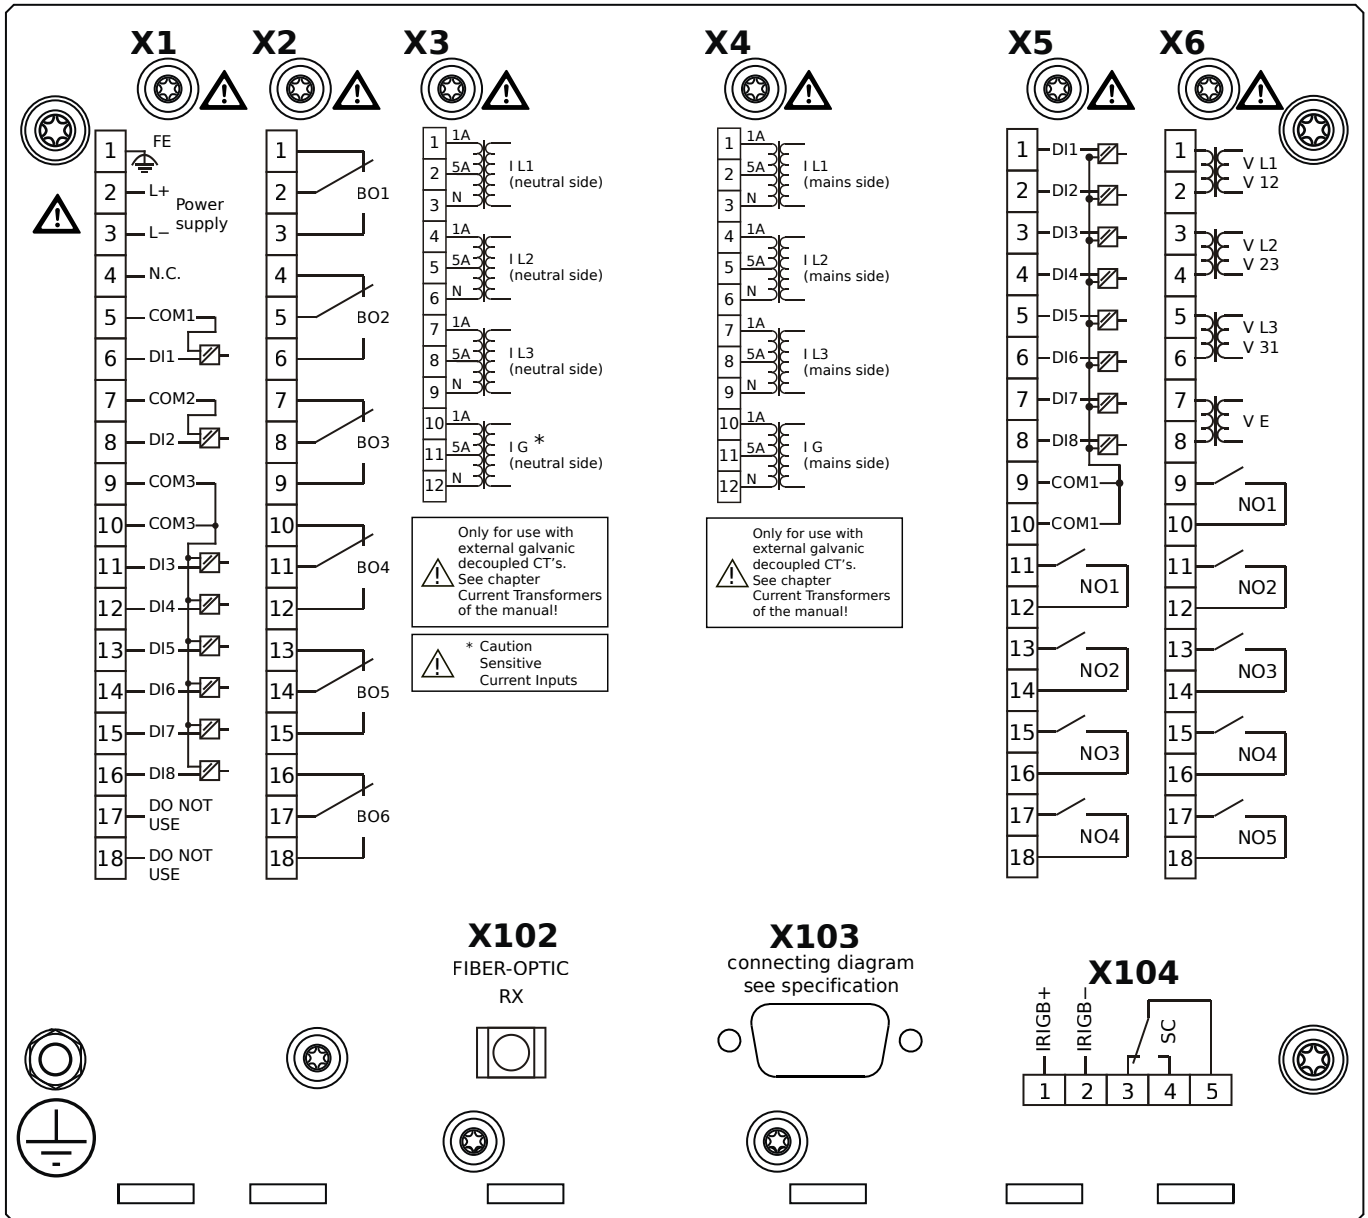 X1
1 FE
2 L+
Power
supply
3 L−
4 N.C.
5 COM1
6 DI1
7 COM2
8 DI2
9 COM3
10 COM3
11 DI3
12 DI4
13 DI5
14 DI6
15 DI7
16 DI8
17 DO NOT
USE
18 DO NOT
USE
X2
1
2 BO1
3
4
5 BO2
6
7
8 BO3
9
10
11 BO4
12
13
14 BO5
15
16
17 BO6
18
X3
1 1A
2 5A I L1
(neutral side)
3 N
4 1A
5 5A I L2
(neutral side)
6 N
7 1A
8 5A I L3
(neutral side)
9 N
10 1A
11 5A I G *
(neutral side)
12 N
Only for use with
external galvanic
decoupled CT's.
See chapter
Current Transformers
of the manual!
* Caution
Sensitive
Current Inputs
X4
1 1A
2 5A I L1
(mains side)
3 N
4 1A
5 5A I L2
(mains side)
6 N
7 1A
8 5A I L3
(mains side)
9 N
10 1A
11 5A I G
(mains side)
12 N
Only for use with
external galvanic
decoupled CT's.
See chapter
Current Transformers
of the manual!
X5
1 DI1
2 DI2
3 DI3
4 DI4
5 DI5
6 DI6
7 DI7
8 DI8
9 COM1
10 COM1
11
NO1
12
13
NO2
14
15
NO3
16
17
NO4
18
X6
1 V L1
2 V 12
3 V L2
4 V 23
5 V L3
6 V 31
7
V E
8
9
NO1
10
11
NO2
12
13
NO3
14
15
NO4
16
17
NO5
18
X102
FIBER-OPTIC
RX
X103
connecting diagram
see specification
X104
IRIGB+
IRIGB−
SC
1 2 3 4 5